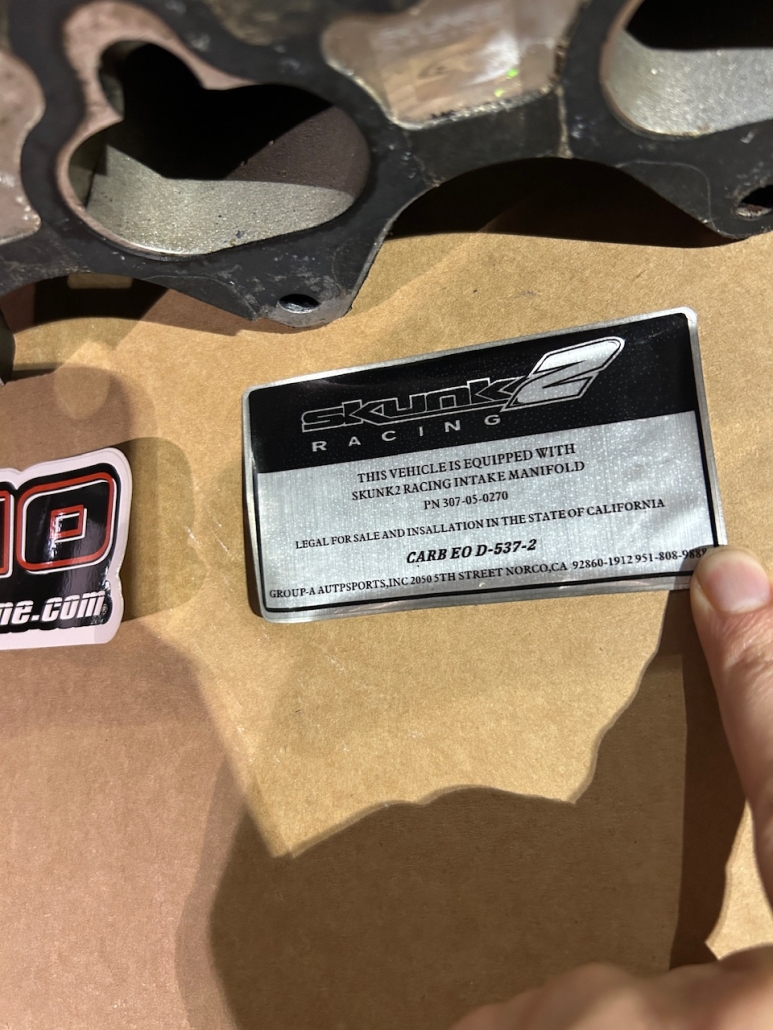 skunk2
RACING
THIS VEHICLE IS EQUIPPED WITH
SKUNK2 RACING INTAKE MANIFOLD
PN 307-05-0270
LEGAL FOR SALE AND INSALLATION IN THE STATE OF CALIFORNIA
CARB EO D-537-2
GROUP-A AUTPSPORTS,INC 2050 5TH STREET NORCO,CA 92860-1912 951-808-9888
ne.com